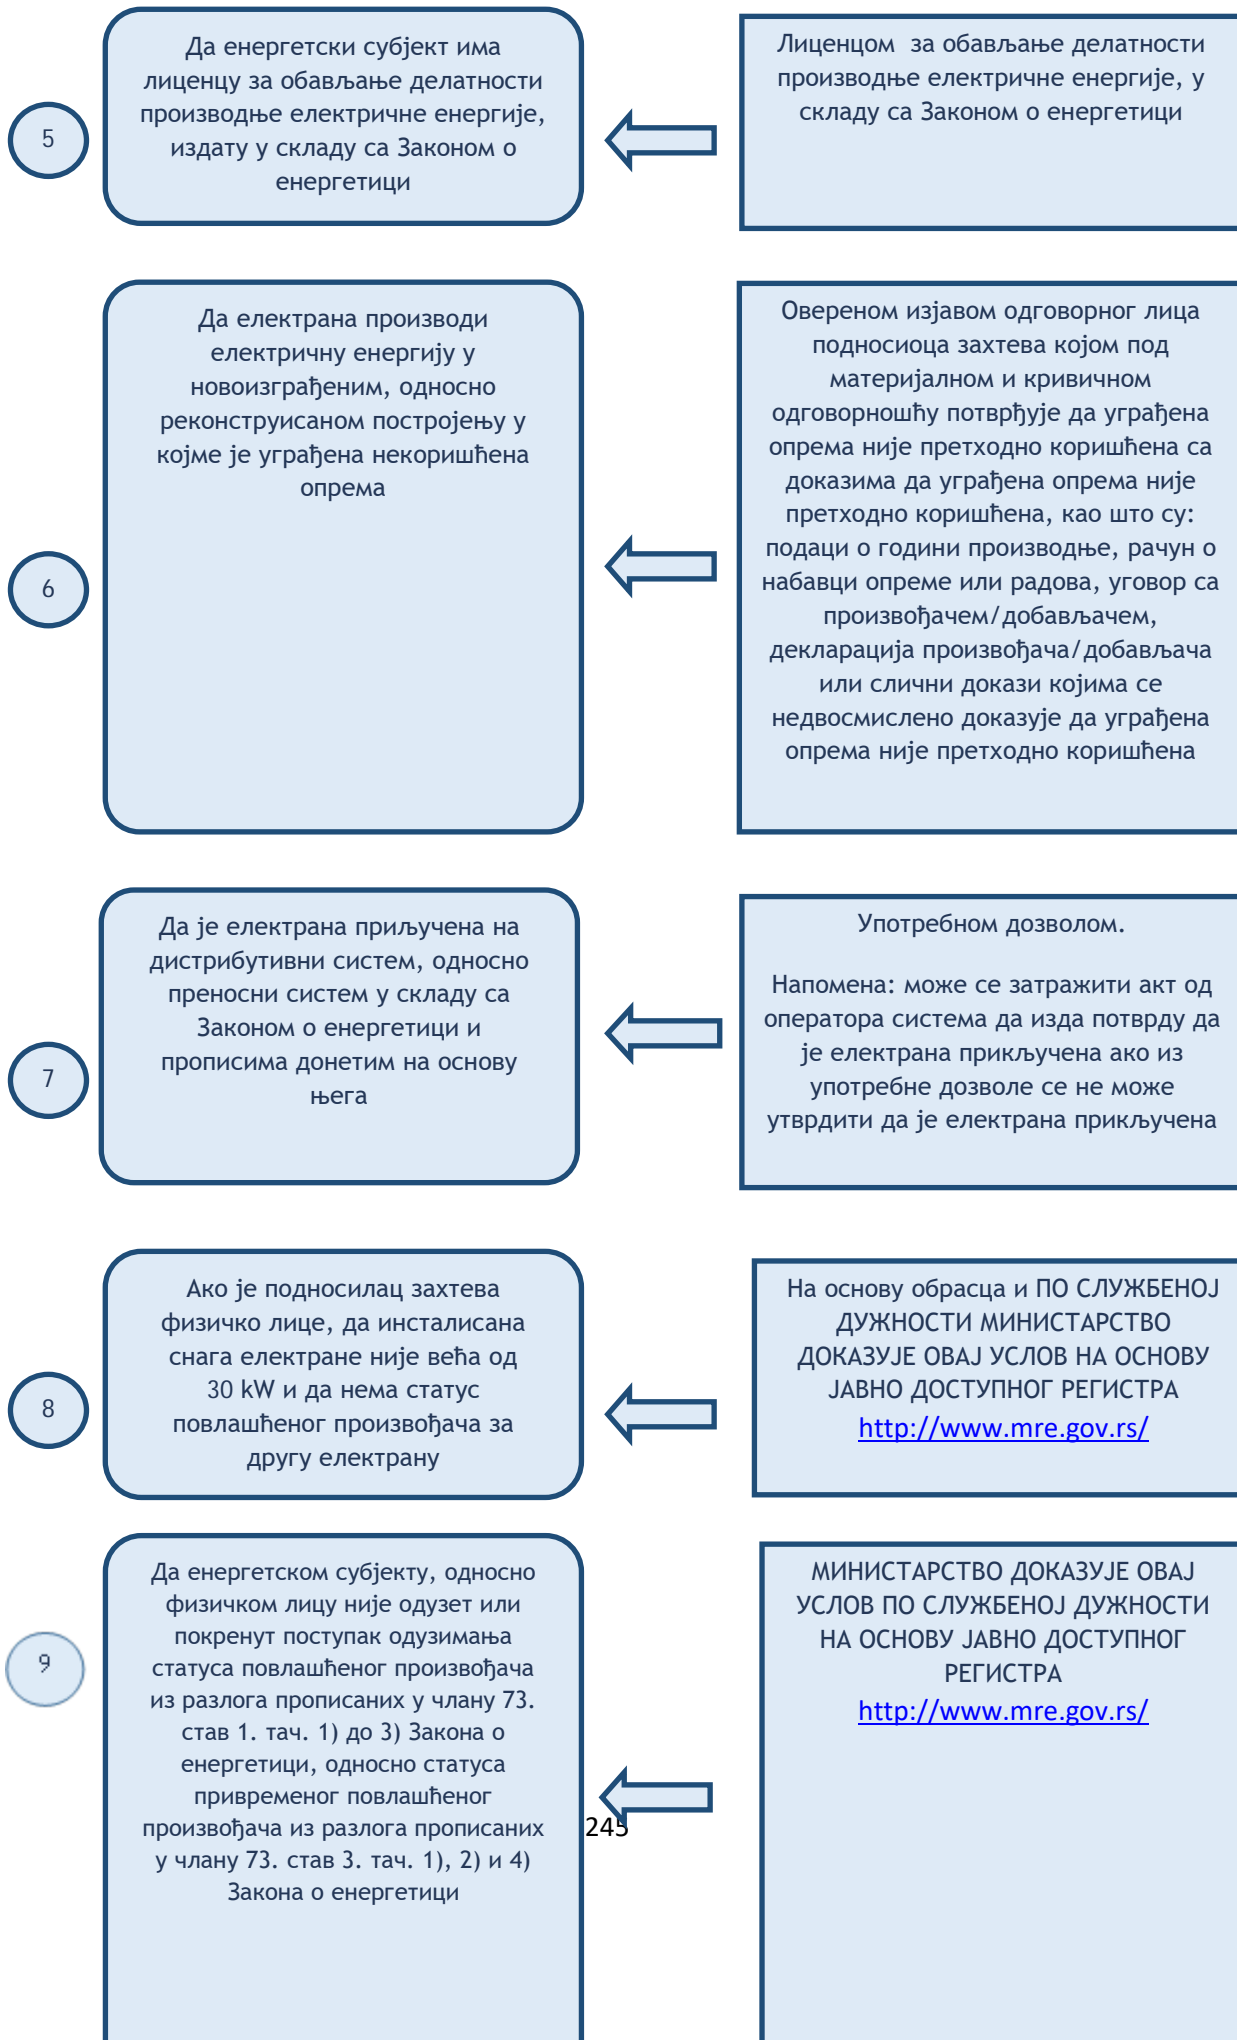 5
Да енергетски субјект има
лиценцу за обављање делатности
производње електричне енергије,
издату у складу са Законом о
енергетици
Лиценцом  за обављање делатности
производње електричне енергије, у
складу са Законом о енергетици
6
Да електрана производи
електричну енергију у
новоизграђеним, односно
реконструисаном постројењу у
којме је уграђена некоришћена
опрема
Овереном изјавом одговорног лица
подносиоца захтева којом под
материјалном и кривичном
одговорношћу потврђује да уграђена
опрема није претходно коришћена са
доказима да уграђена опрема није
претходно коришћена, као што су:
подаци о години производње, рачун о
набавци опреме или радова, уговор са
произвођачем/добављачем,
декларација произвођача/добављача
или слични докази којима се
недвосмислено доказује да уграђена
опрема није претходно коришћена
7
Да је електрана приључена на
дистрибутивни систем, односно
преносни систем у складу са
Законом о енергетици и
прописима донетим на основу
њега
Употребном дозволом.
Напомена: може се затражити акт од
оператора система да изда потврду да
је електрана прикључена ако из
употребне дозволе се не може
утврдити да је електрана прикључена
8
Ако је подносилац захтева
физичко лице, да инсталисана
снага електране није већа од
30 kW и да нема статус
повлашћеног произвођача за
другу електрану
На основу обрасца и ПО СЛУЖБЕНОЈ
ДУЖНОСТИ МИНИСТАРСТВО
ДОКАЗУЈЕ ОВАЈ УСЛОВ НА ОСНОВУ
ЈАВНО ДОСТУПНОГ РЕГИСТРА
http://www.mre.gov.rs/
9
Да енергетском субјекту, односно
физичком лицу није одузет или
покренут поступак одузимања
статуса повлашћеног произвођача
из разлога прописаних у члану 73.
став 1. тач. 1) до 3) Закона о
енергетици, односно статуса
привременог повлашћеног
произвођача из разлога прописаних
у члану 73. став 3. тач. 1), 2) и 4)
Закона о енергетици
МИНИСТАРСТВО ДОКАЗУЈЕ ОВАЈ
УСЛОВ ПО СЛУЖБЕНОЈ ДУЖНОСТИ
НА ОСНОВУ ЈАВНО ДОСТУПНОГ
РЕГИСТРА
http://www.mre.gov.rs/
245